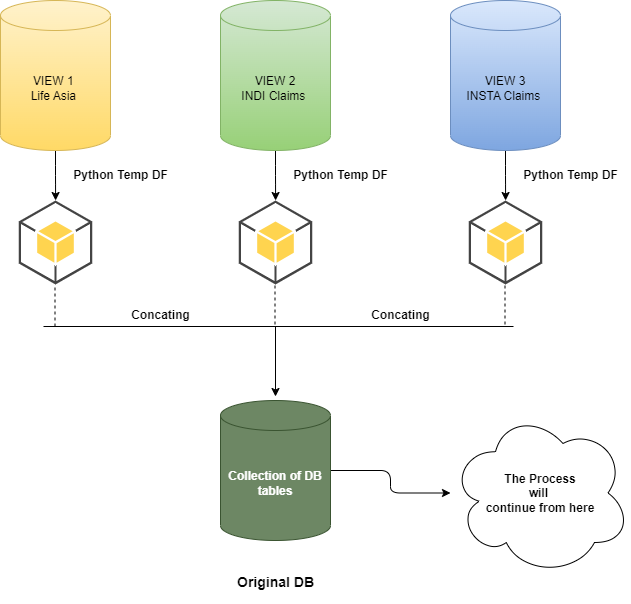 VIEW 1
Life Asia
VIEW 2
INDI Claims
VIEW 3
INSTA Claims
Python Temp DF
Python Temp DF
Python Temp DF
Concating
Concating
Collection of DB
tables
The Process
will
continue from here
Original DB